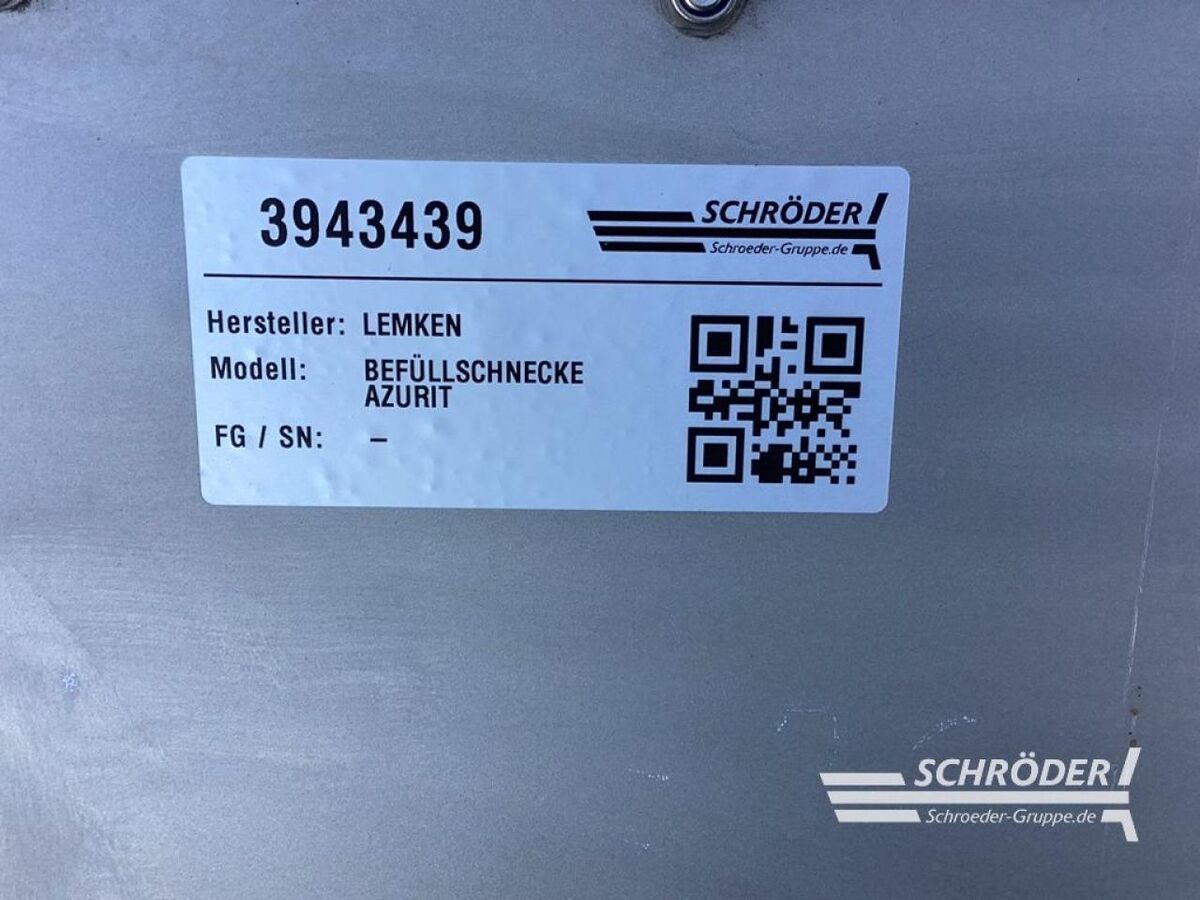 3943439
SCHRÖDER
Schroeder-Gruppe.de
Hersteller: LEMKEN
Modell: BEFÜLLSCHNECKE
AZURIT
FG / SN: –
SCHRÖDER
Schroeder-Gruppe.de